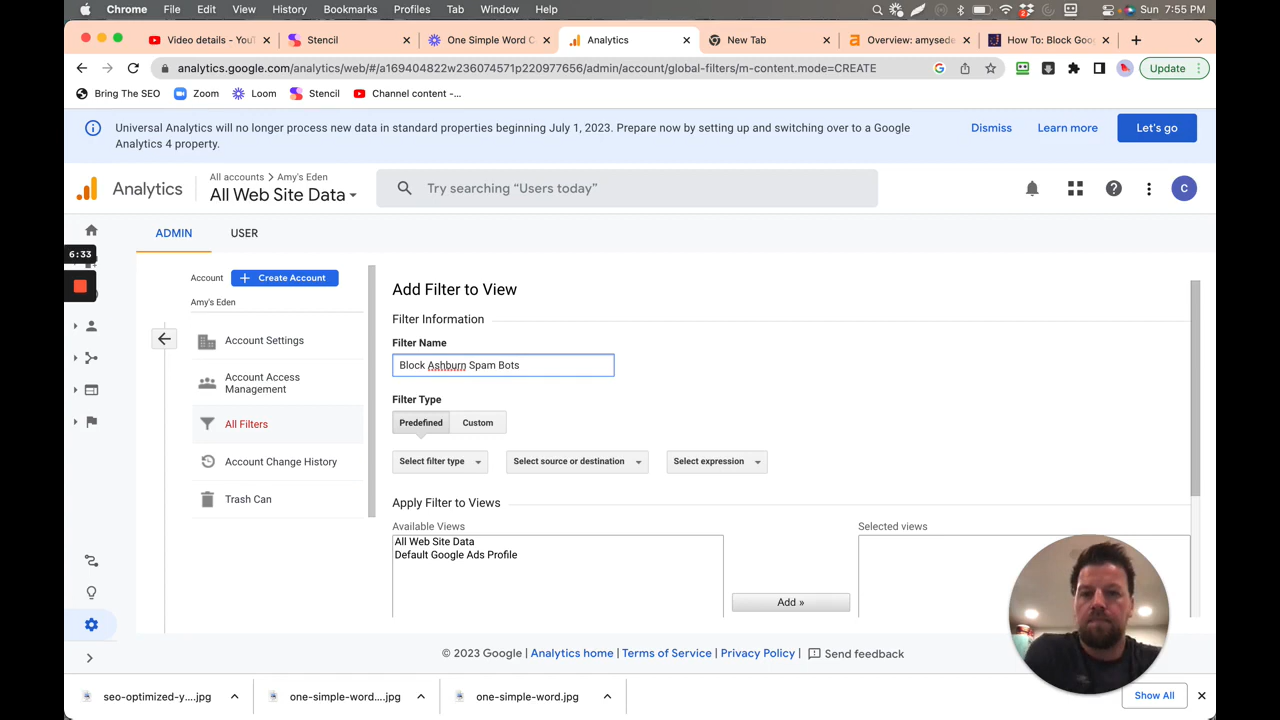 Chrome File Edit View History Bookmarks Profiles Tab Window Help
Sun 7:55 PM
Video details - YouT
Stencil
One Simple Word C
Analytics
New Tab
Overview: amysede
How To: Block Goog
analytics.google.com/analytics/web/#/a169404822w236074571p220977656/admin/account/global-filters/m-content.mode=CREATE
Update
Bring The SEO
Zoom
Loom
Stencil
Channel content -...
Universal Analytics will no longer process new data in standard properties beginning July 1, 2023. Prepare now by setting up and switching over to a Google
Analytics 4 property.
Dismiss
Learn more
Let's go
Analytics
All accounts > Amy's Eden
All Web Site Data
Try searching “Users today”
C
ADMIN
USER
6:33
Account
+ Create Account
Amy's Eden
Account Settings
Account Access
Management
All Filters
Account Change History
Trash Can
Add Filter to View
Filter Information
Filter Name
Block Ashburn Spam Bots
Filter Type
Predefined
Custom
Select filter type
Select source or destination
Select expression
Apply Filter to Views
Available Views
Selected views
All Web Site Data
Default Google Ads Profile
Add »
© 2023 Google | Analytics home | Terms of Service | Privacy Policy | Send feedback
seo-optimized-y....jpg
one-simple-word....jpg
one-simple-word.jpg
Show All